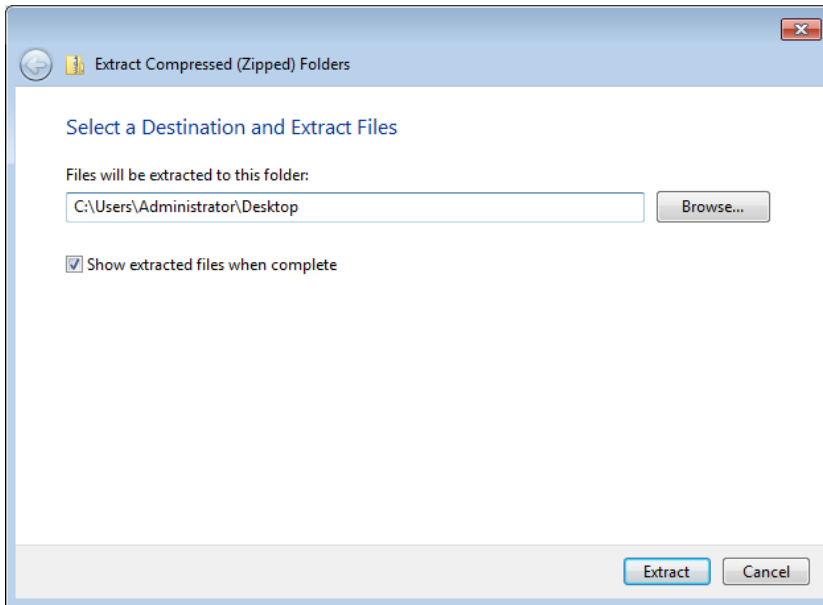 Extract Compressed (Zipped) Folders
Select a Destination and Extract Files
Files will be extracted to this folder:
C:\Users\Administrator\Desktop
Browse...
Show extracted files when complete
Extract
Cancel